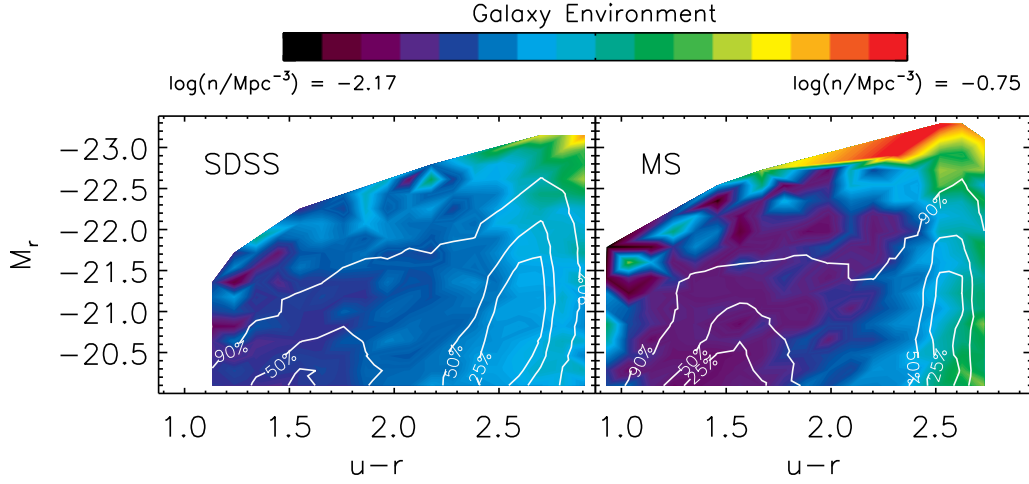 Galaxy Environment
log(n/Mpc⁻³) = −2.17 log(n/Mpc⁻³) = −0.75
SDSS MS
−23.0
−22.5
−22.0
−21.5
−21.0
−20.5
M_r
90% 50% 50% 25% 90%
90% 50% 25% 90% 50% 25%
1.0 1.5 2.0 2.5 1.0 1.5 2.0 2.5
u−r u−r